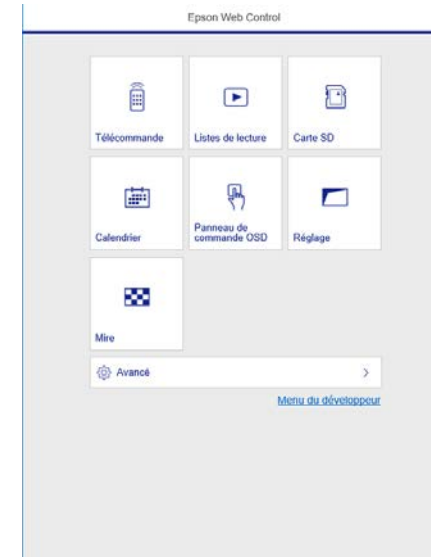 Epson Web Control
Télécommande
Listes de lecture
Carte SD
Calendrier
Panneau de
commande OSD
Réglage
Mire
Avancé
Menu du développeur